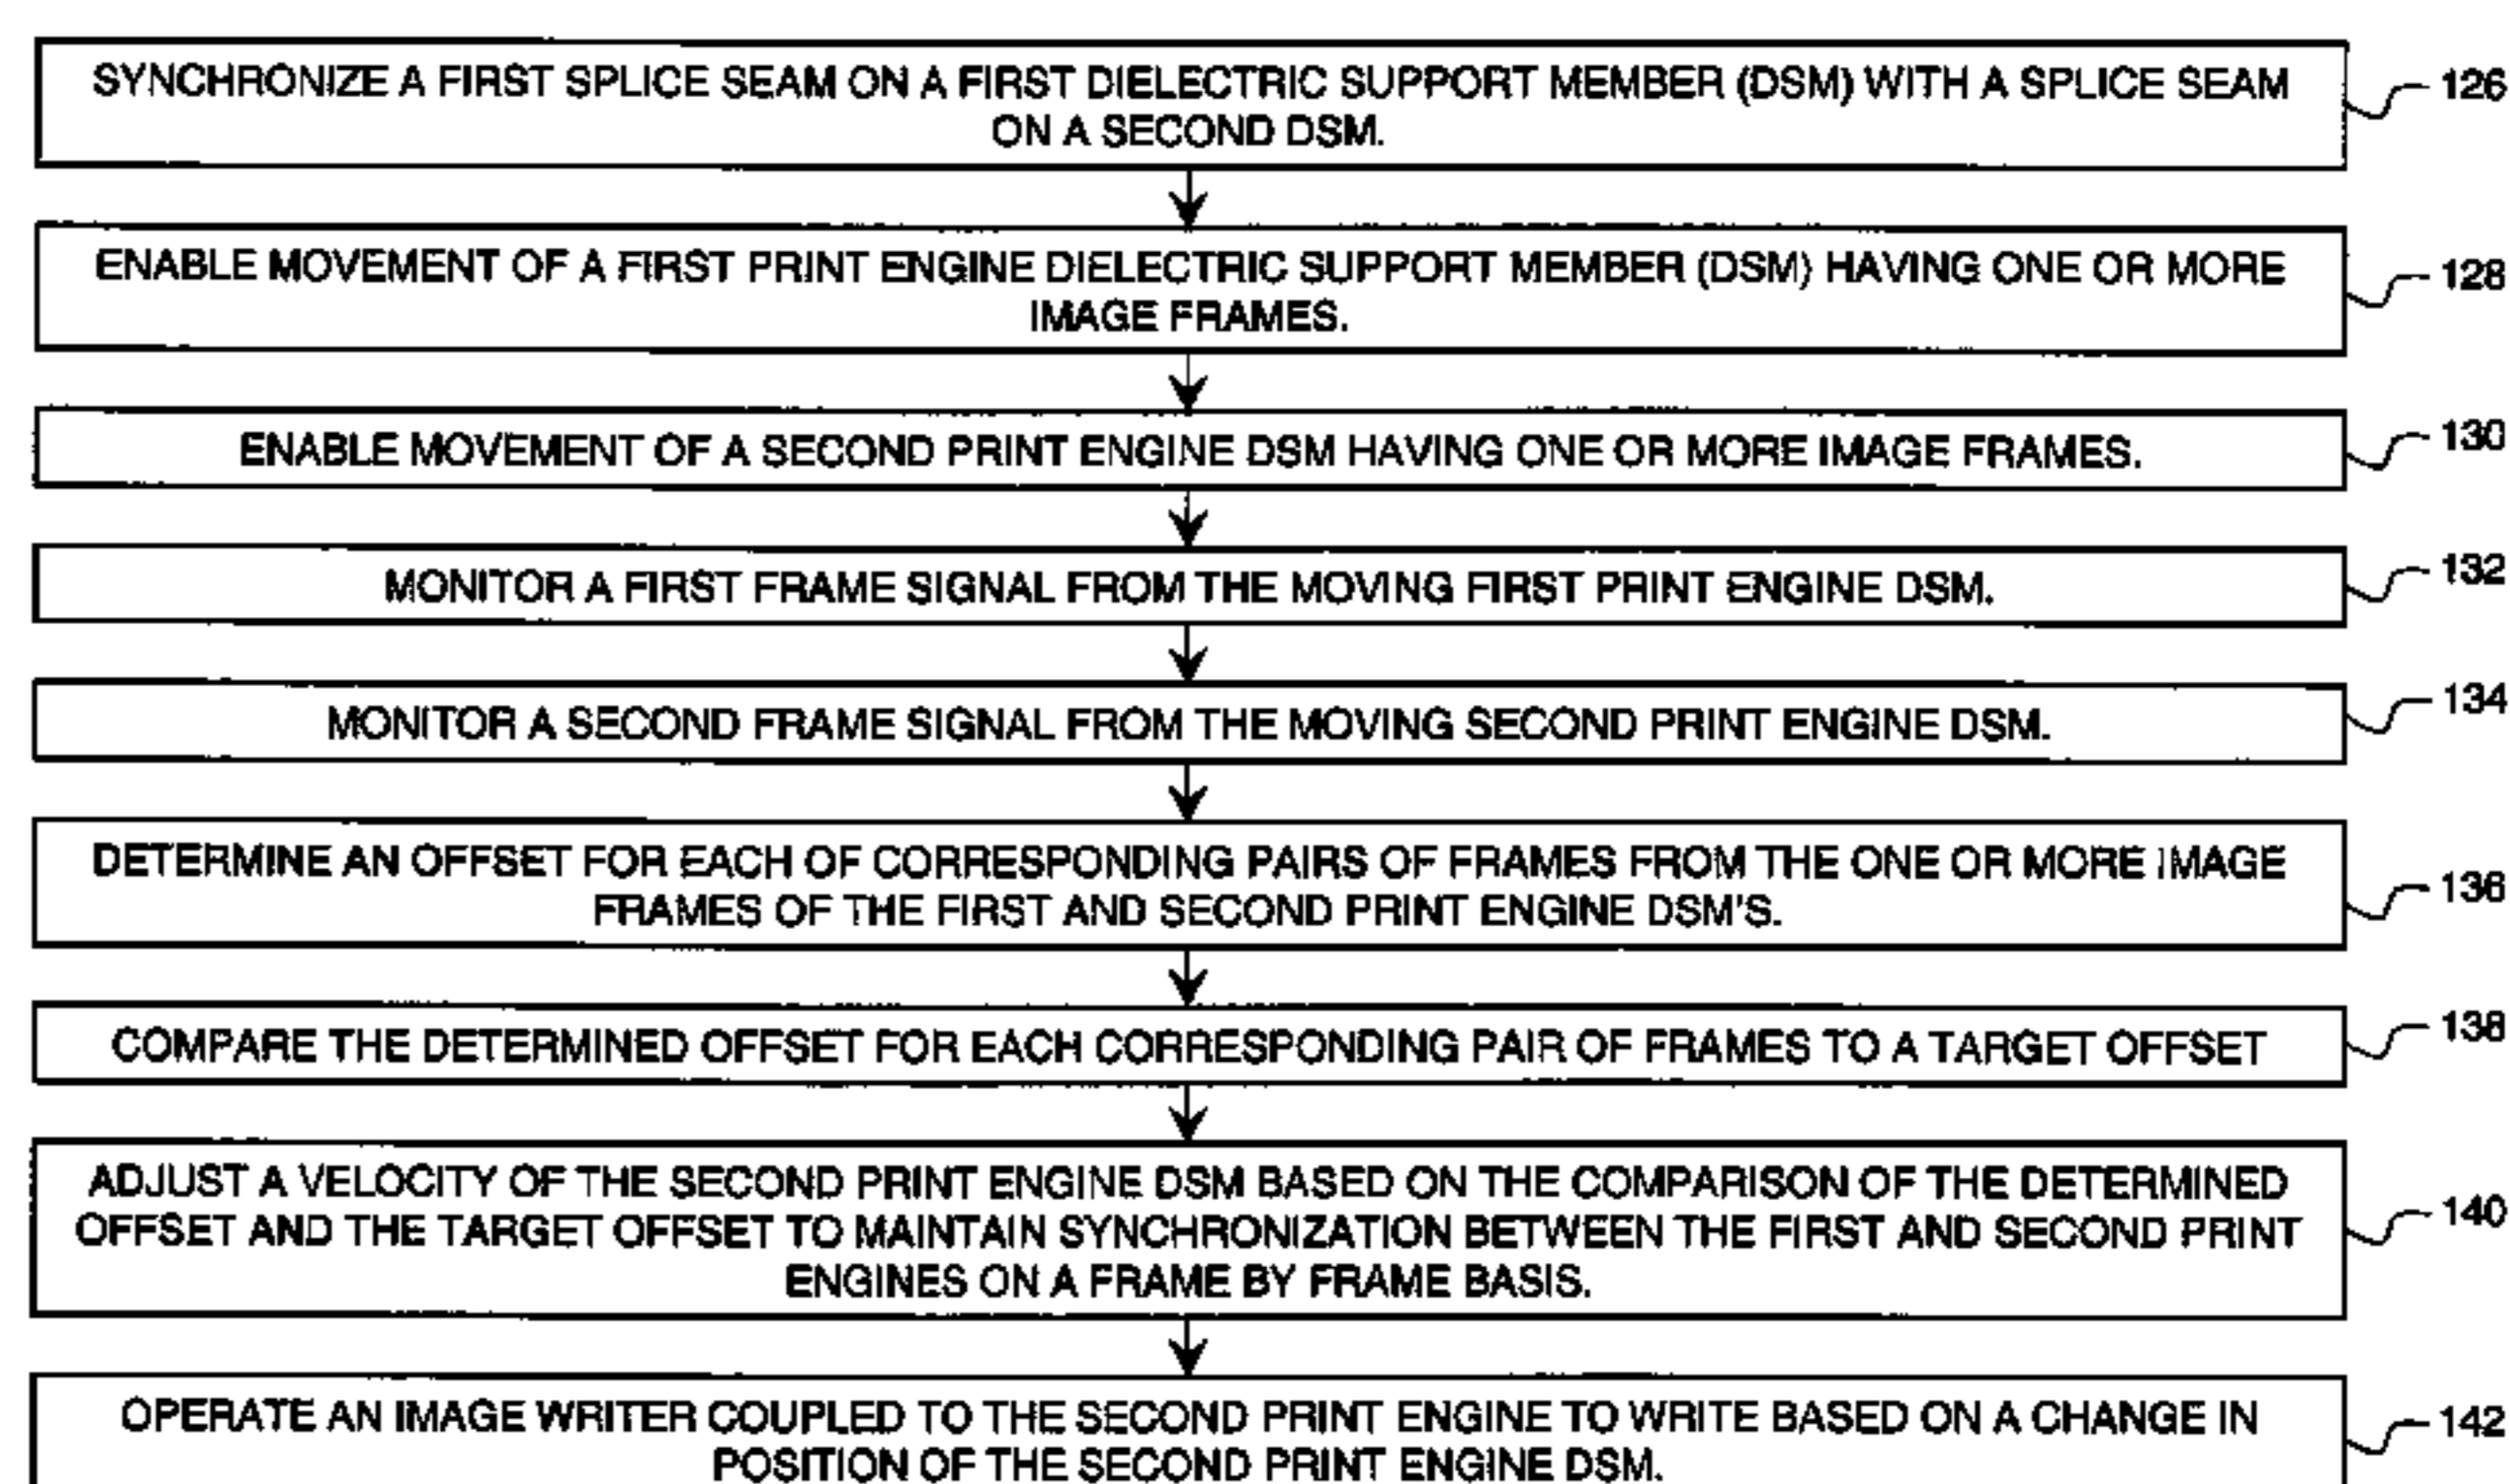 SYNCHRONIZE A FIRST SPLICE SEAM ON A FIRST DIELECTRIC SUPPORT MEMBER (DSM) WITH A SPLICE SEAM
ON A SECOND DSM.
126
ENABLE MOVEMENT OF A FIRST PRINT ENGINE DIELECTRIC SUPPORT MEMBER (DSM) HAVING ONE OR MORE
IMAGE FRAMES.
128
ENABLE MOVEMENT OF A SECOND PRINT ENGINE DSM HAVING ONE OR MORE IMAGE FRAMES.
130
MONITOR A FIRST FRAME SIGNAL FROM THE MOVING FIRST PRINT ENGINE DSM.
132
MONITOR A SECOND FRAME SIGNAL FROM THE MOVING SECOND PRINT ENGINE DSM.
134
DETERMINE AN OFFSET FOR EACH OF CORRESPONDING PAIRS OF FRAMES FROM THE ONE OR MORE IMAGE
FRAMES OF THE FIRST AND SECOND PRINT ENGINE DSM'S.
136
COMPARE THE DETERMINED OFFSET FOR EACH CORRESPONDING PAIR OF FRAMES TO A TARGET OFFSET
138
ADJUST A VELOCITY OF THE SECOND PRINT ENGINE DSM BASED ON THE COMPARISON OF THE DETERMINED
OFFSET AND THE TARGET OFFSET TO MAINTAIN SYNCHRONIZATION BETWEEN THE FIRST AND SECOND PRINT
ENGINES ON A FRAME BY FRAME BASIS.
140
OPERATE AN IMAGE WRITER COUPLED TO THE SECOND PRINT ENGINE TO WRITE BASED ON A CHANGE IN
POSITION OF THE SECOND PRINT ENGINE DSM.
142